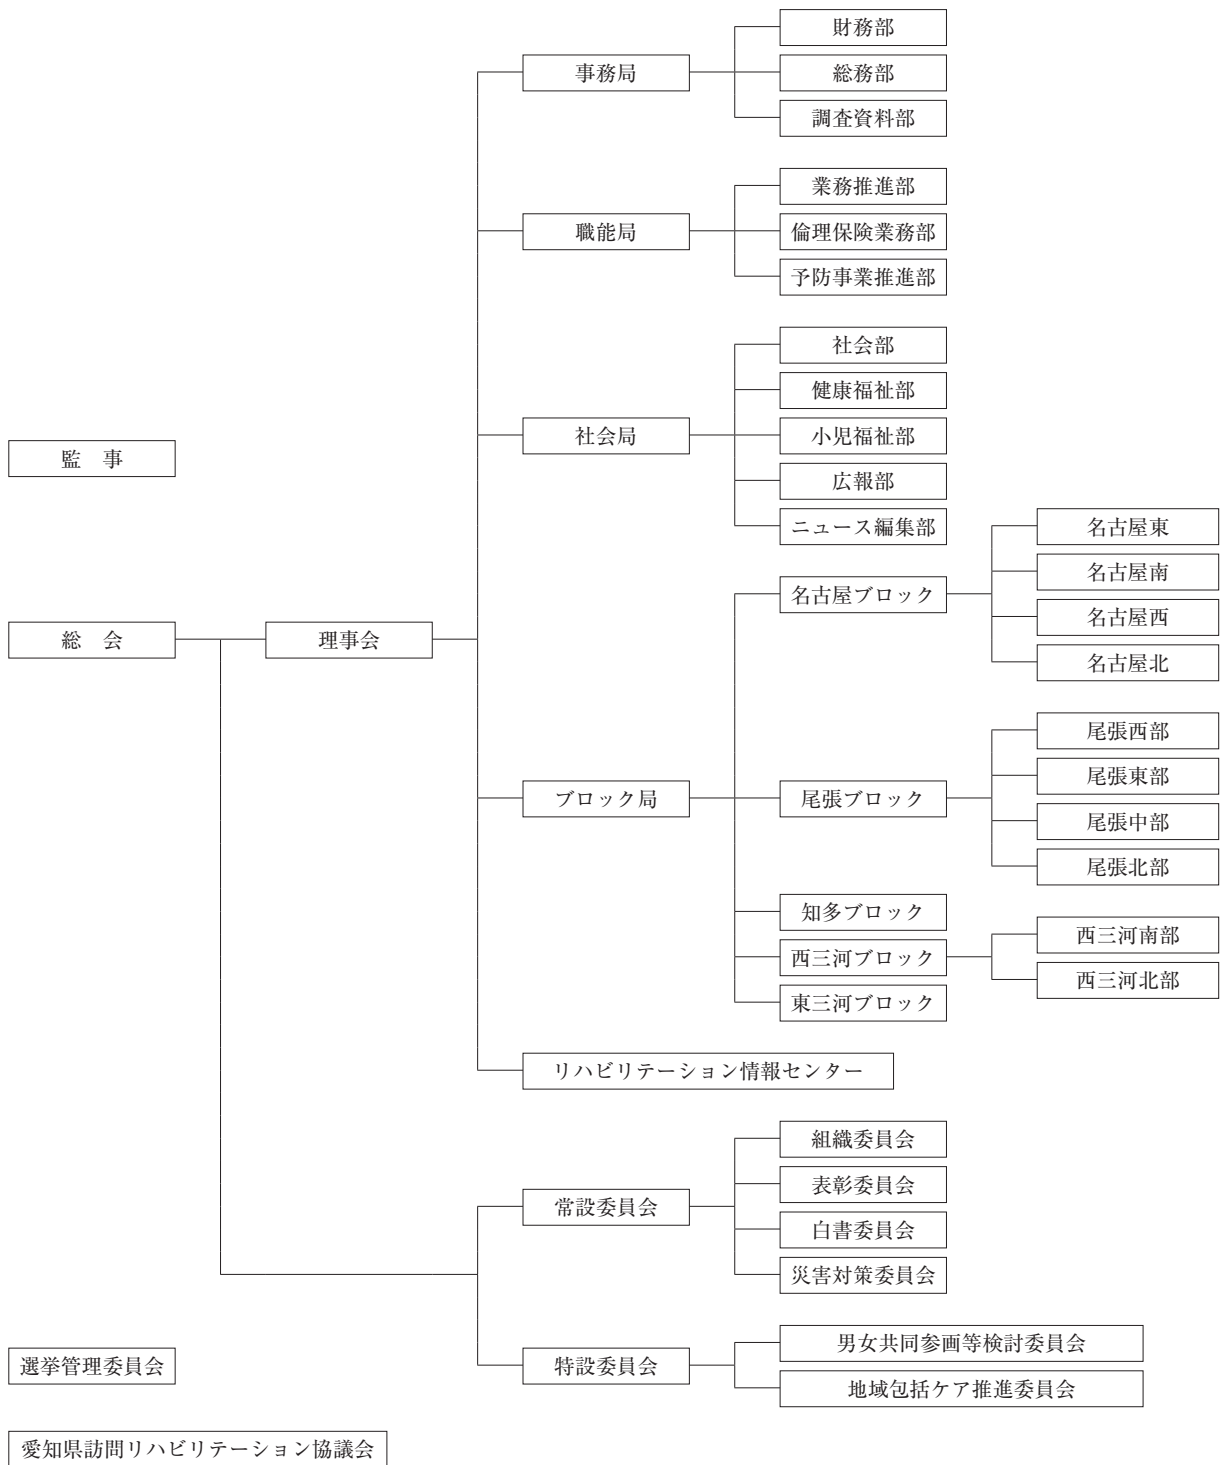 財務部
事務局
総務部
調査資料部
業務推進部
職能局
倫理保険業務部
予防事業推進部
社会部
健康福祉部
社会局
小児福祉部
監　事
広報部
ニュース編集部
名古屋東
名古屋南
名古屋ブロック
名古屋西
総　会
理事会
名古屋北
尾張西部
尾張東部
ブロック局
尾張ブロック
尾張中部
尾張北部
知多ブロック
西三河南部
西三河ブロック
西三河北部
東三河ブロック
リハビリテーション情報センター
組織委員会
表彰委員会
常設委員会
白書委員会
災害対策委員会
男女共同参画等検討委員会
選挙管理委員会
特設委員会
地域包括ケア推進委員会
愛知県訪問リハビリテーション協議会